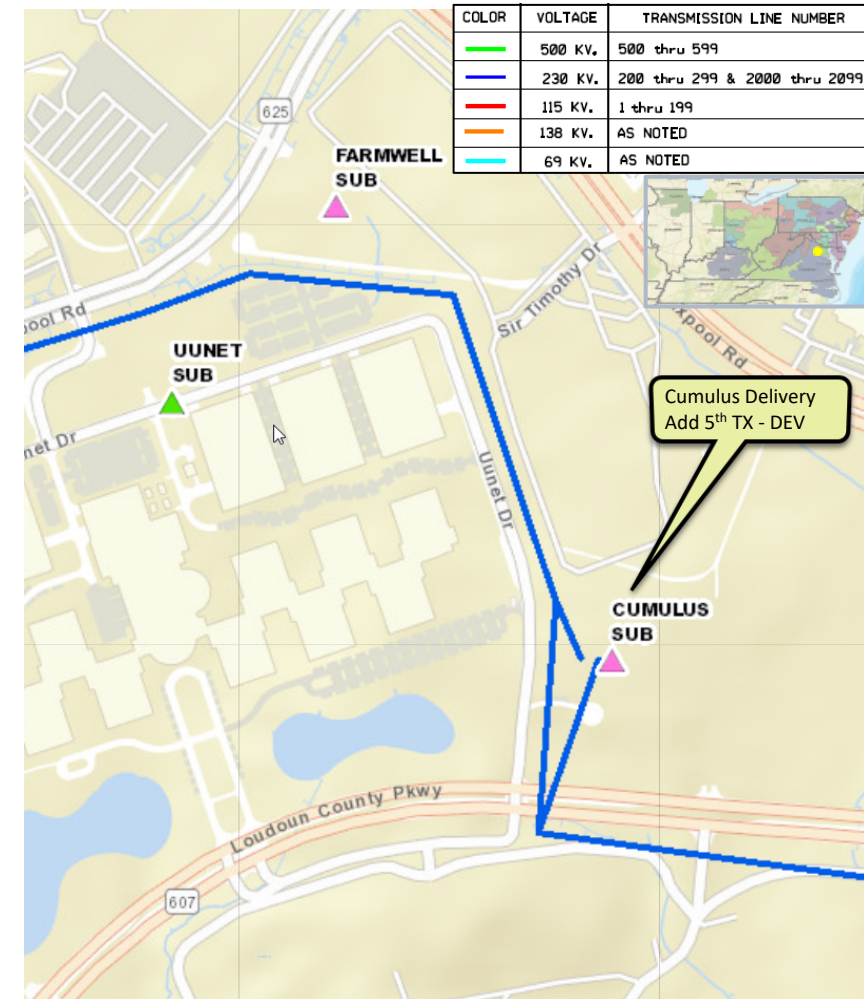 COLOR VOLTAGE TRANSMISSION LINE NUMBER
500 KV. 500 thru 599
230 KV. 200 thru 299 & 2000 thru 2099
115 KV. 1 thru 199
138 KV. AS NOTED
69 KV. AS NOTED
625
FARMWELL
SUB
Sir Timothy Dr
xpool Rd
pool Rd
UUNET
SUB
Cumulus Delivery
Add 5th TX - DEV
net Dr
Uunet Dr
CUMULUS
SUB
Loudoun County Pkwy
607